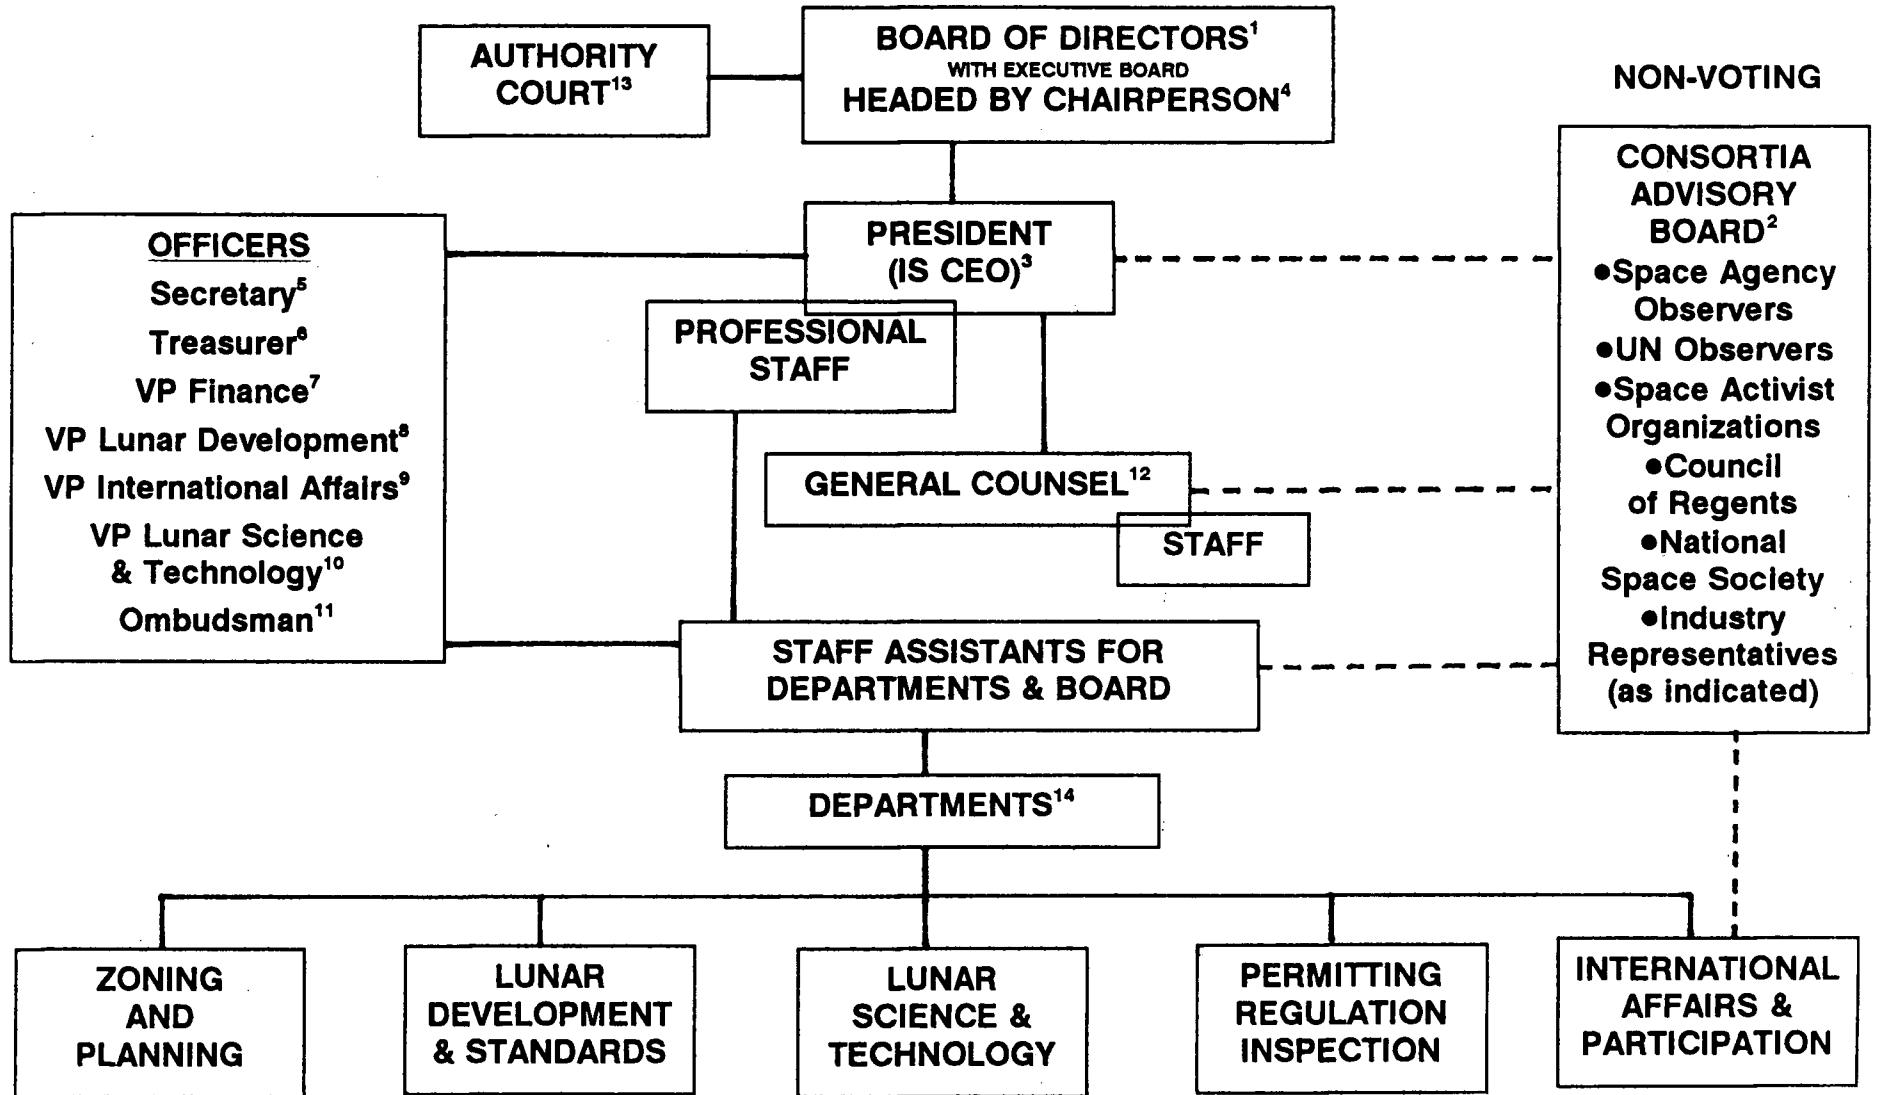 AUTHORITY
COURT¹³
BOARD OF DIRECTORS¹
WITH EXECUTIVE BOARD
HEADED BY CHAIRPERSON⁴
NON-VOTING
CONSORTIA
ADVISORY
BOARD²
●Space Agency
Observers
●UN Observers
●Space Activist
Organizations
●Council
of Regents
●National
Space Society
●Industry
Representatives
(as indicated)
OFFICERS
Secretary⁵
Treasurer⁶
VP Finance⁷
VP Lunar Development⁸
VP International Affairs⁹
VP Lunar Science
& Technology¹⁰
Ombudsman¹¹
PRESIDENT
(IS CEO)³
PROFESSIONAL
STAFF
GENERAL COUNSEL¹²
STAFF
STAFF ASSISTANTS FOR
DEPARTMENTS & BOARD
DEPARTMENTS¹⁴
ZONING
AND
PLANNING
LUNAR
DEVELOPMENT
& STANDARDS
LUNAR
SCIENCE &
TECHNOLOGY
PERMITTING
REGULATION
INSPECTION
INTERNATIONAL
AFFAIRS &
PARTICIPATION